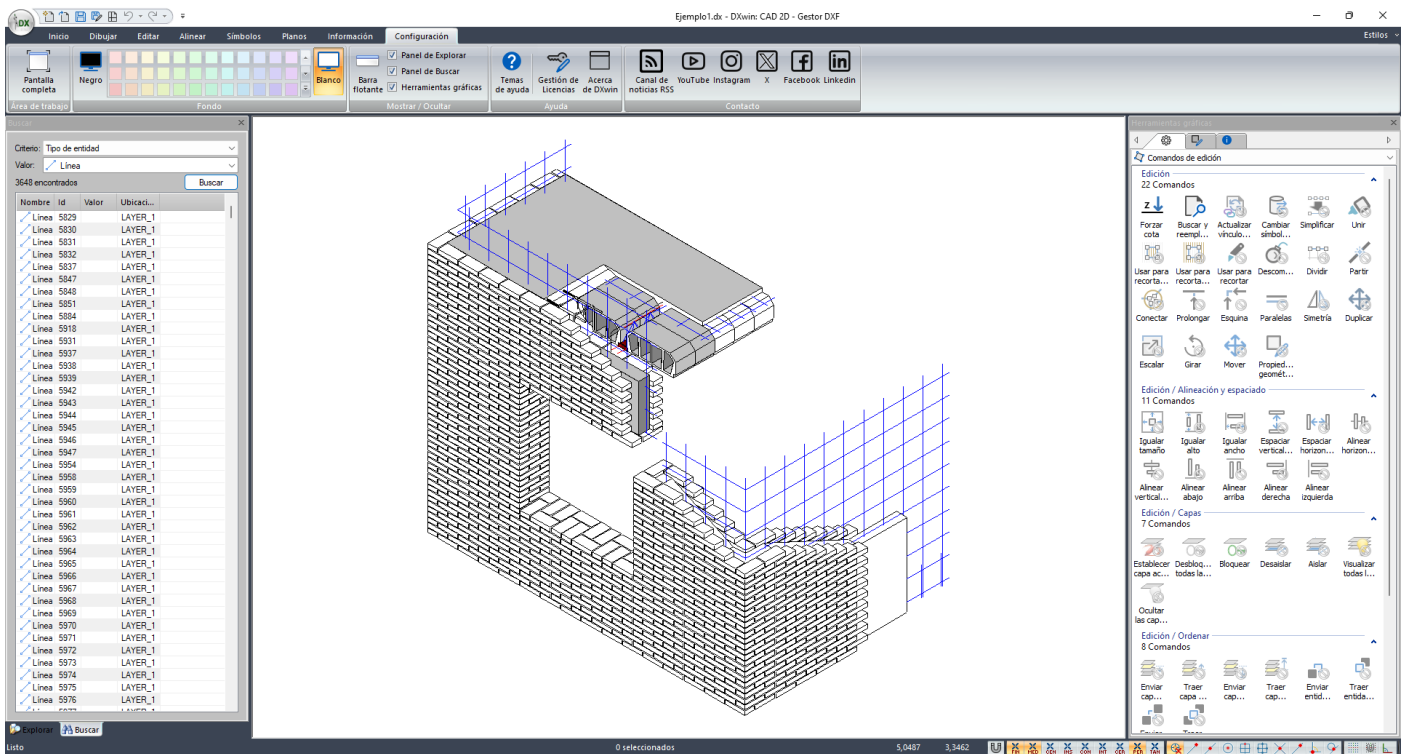 Ejemplo1.dx - DXwin: CAD 2D - Gestor DXF
DX
Inicio Dibujar Editar Alinear Símbolos Planos Información Configuración Estilos
Pantalla completa
Área de trabajo
Negro
Blanco
Fondo
Barra flotante
Panel de Explorar
Panel de Buscar
Herramientas gráficas
Mostrar / Ocultar
Temas de ayuda
Gestión de Licencias
Acerca de DXwin
Ayuda
Canal de noticias RSS
YouTube
Instagram
X
Facebook
Linkedin
Contacto
Buscar
Criterio: Tipo de entidad
Valor: Línea
3648 encontrados Buscar
Nombre Id Valor Ubicaci...
Línea 5829 LAYER_1
Línea 5830 LAYER_1
Línea 5831 LAYER_1
Línea 5832 LAYER_1
Línea 5837 LAYER_1
Línea 5847 LAYER_1
Línea 5848 LAYER_1
Línea 5851 LAYER_1
Línea 5884 LAYER_1
Línea 5918 LAYER_1
Línea 5931 LAYER_1
Línea 5937 LAYER_1
Línea 5938 LAYER_1
Línea 5939 LAYER_1
Línea 5942 LAYER_1
Línea 5943 LAYER_1
Línea 5944 LAYER_1
Línea 5945 LAYER_1
Línea 5946 LAYER_1
Línea 5947 LAYER_1
Línea 5954 LAYER_1
Línea 5958 LAYER_1
Línea 5959 LAYER_1
Línea 5960 LAYER_1
Línea 5961 LAYER_1
Línea 5962 LAYER_1
Línea 5963 LAYER_1
Línea 5964 LAYER_1
Línea 5965 LAYER_1
Línea 5966 LAYER_1
Línea 5967 LAYER_1
Línea 5968 LAYER_1
Línea 5969 LAYER_1
Línea 5970 LAYER_1
Línea 5971 LAYER_1
Línea 5972 LAYER_1
Línea 5973 LAYER_1
Línea 5974 LAYER_1
Línea 5975 LAYER_1
Línea 5976 LAYER_1
Explorar Buscar
Herramientas gráficas
Comandos de edición
Edición
22 Comandos
Forzar cota
Buscar y reempl...
Actualizar vínculo...
Cambiar símbol...
Simplificar
Unir
Usar para recorta...
Usar para recorta...
Usar para recortar
Descom...
Dividir
Partir
Conectar
Prolongar
Esquina
Paralelas
Simetría
Duplicar
Escalar
Girar
Mover
Propied... geomét...
Edición / Alineación y espaciado
11 Comandos
Igualar tamaño
Igualar alto
Igualar ancho
Espaciar vertical...
Espaciar horizon...
Alinear horizon...
Alinear vertical...
Alinear abajo
Alinear arriba
Alinear derecha
Alinear izquierda
Edición / Capas
7 Comandos
Establecer capa ac...
Desbloq... todas la...
Bloquear
Desaislar
Aislar
Visualizar todas l...
Ocultar las cap...
Edición / Ordenar
8 Comandos
Enviar cap...
Traer capa ...
Enviar cap...
Traer cap...
Enviar entid...
Traer entida...
Listo
0 seleccionados
5,0487 3,3462